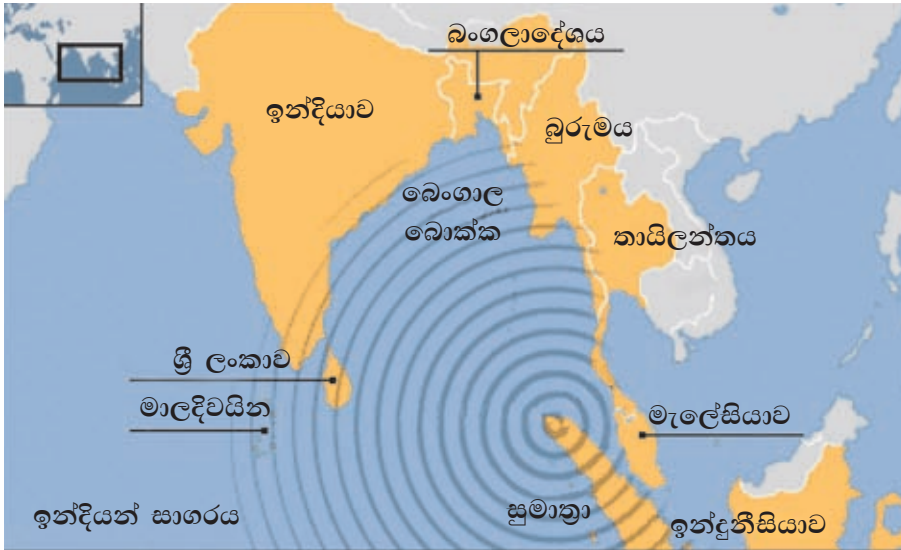 බංගලාදේශය
ඉන්දියාව
බුරුමය
බෙංගාල
බොක්ක
තායිලන්තය
ශ්‍රී ලංකාව
මාලදිවයින
මැලේසියාව
ඉන්දියන් සාගරය
සුමාත්‍රා
ඉන්දුනීසියාව